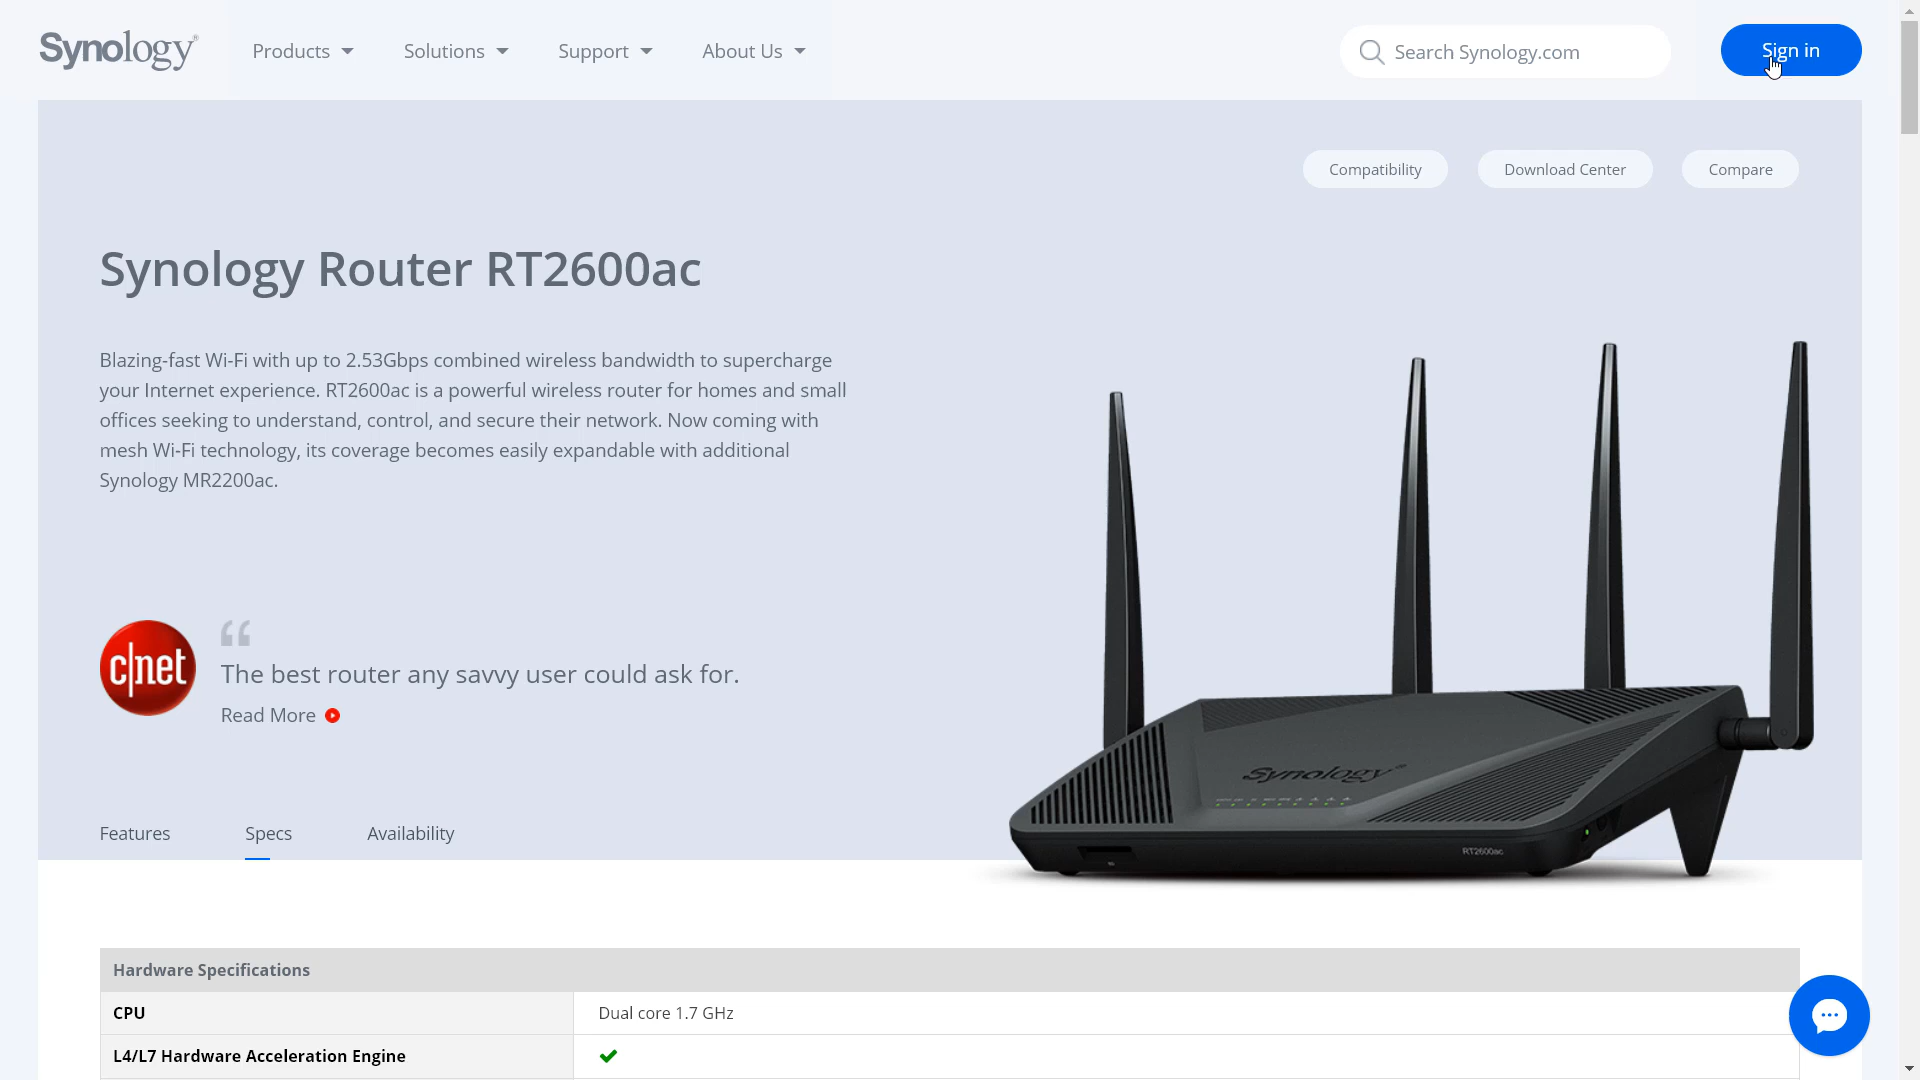 Synology®
Products
Solutions
Support
About Us
Search Synology.com
Sign in
Compatibility
Download Center
Compare
Synology Router RT2600ac
Blazing-fast Wi-Fi with up to 2.53Gbps combined wireless bandwidth to supercharge
your Internet experience. RT2600ac is a powerful wireless router for homes and small
offices seeking to understand, control, and secure their network. Now coming with
mesh Wi-Fi technology, its coverage becomes easily expandable with additional
Synology MR2200ac.
c|net
“
The best router any savvy user could ask for.
Read More
Synology
RT2600ac
Features
Specs
Availability
Hardware Specifications
CPU
Dual core 1.7 GHz
L4/L7 Hardware Acceleration Engine